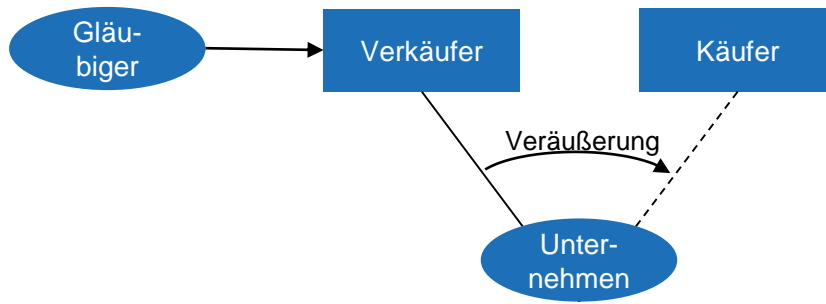 Gläu-
biger
Verkäufer
Käufer
Veräußerung
Unter-
nehmen